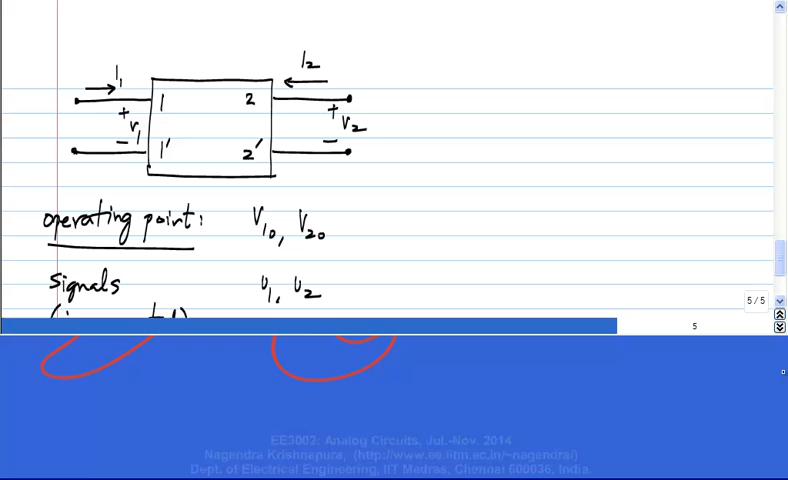 I1 I2
1 2
+ V1 − + V2 −
1' 2'
operating point: V10, V20
signals υ1, υ2
5/5
5
EE3002: Analog Circuits, Jul.-Nov. 2014
Nagendra Krishnapura, (http://www.ee.iitm.ac.in/~nagendra/)
Dept. of Electrical Engineering, IIT Madras, Chennai 600036, India.